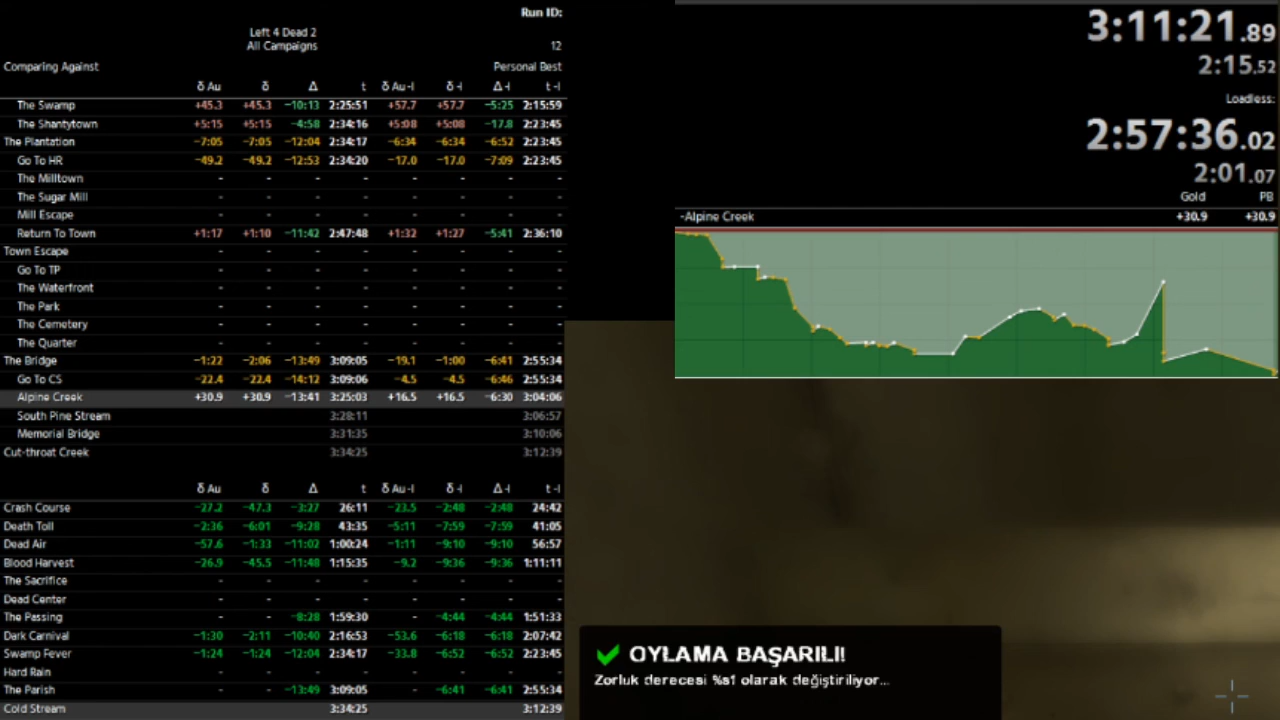 Run ID:
Left 4 Dead 2
All Campaigns
12
Comparing Against Personal Best
δ Au δ Δ t δ Au-I δ -I Δ-I t -I
The Swamp +45.3 +45.3 −10:13 2:25:51 +57.7 +57.7 −5:25 2:15:59
The Shantytown +5:15 +5:15 −4:58 2:34:16 +5:08 +5:08 −17.8 2:23:45
The Plantation −7:05 −7:05 −12:04 2:34:17 −6:34 −6:34 −6:52 2:23:45
Go To HR −49.2 −49.2 −12:53 2:34:20 −17.0 −17.0 −7:09 2:23:45
The Milltown - - - - - - - -
The Sugar Mill - - - - - - - -
Mill Escape - - - - - - - -
Return To Town +1:17 +1:10 −11:42 2:47:48 +1:32 +1:27 −5:41 2:36:10
Town Escape - - - - - - - -
Go To TP - - - - - - - -
The Waterfront - - - - - - - -
The Park - - - - - - - -
The Cemetery - - - - - - - -
The Quarter - - - - - - - -
The Bridge −1:22 −2:06 −13:49 3:09:05 −19.1 −1:00 −6:41 2:55:34
Go To CS −22.4 −22.4 −14:12 3:09:06 −4.5 −4.5 −6:46 2:55:34
Alpine Creek +30.9 +30.9 −13:41 3:25:03 +16.5 +16.5 −6:30 3:04:06
South Pine Stream 3:28:11 3:06:57
Memorial Bridge 3:31:35 3:10:06
Cut-throat Creek 3:34:25 3:12:39
δ Au δ Δ t δ Au-I δ -I Δ-I t -I
Crash Course −27.2 −47.3 −3:27 26:11 −23.5 −2:48 −2:48 24:42
Death Toll −2:36 −6:01 −9:28 43:35 −5:11 −7:59 −7:59 41:05
Dead Air −57.6 −1:33 −11:02 1:00:24 −1:11 −9:10 −9:10 56:57
Blood Harvest −26.9 −45.5 −11:48 1:15:35 −9.2 −9:36 −9:36 1:11:11
The Sacrifice - - - - - - - -
Dead Center - - - - - - - -
The Passing - - −8:28 1:59:30 - −4:44 −4:44 1:51:33
Dark Carnival −1:30 −2:11 −10:40 2:16:53 −53.6 −6:18 −6:18 2:07:42
Swamp Fever −1:24 −1:24 −12:04 2:34:17 −33.8 −6:52 −6:52 2:23:45
Hard Rain - - - - - - - -
The Parish - - −13:49 3:09:05 - −6:41 −6:41 2:55:34
Cold Stream 3:34:25 3:12:39
3:11:21.89
2:15.52
Loadless:
2:57:36.02
2:01.07
Gold PB
-Alpine Creek +30.9 +30.9
OYLAMA BAŞARILI!
Zorluk derecesi %s1 olarak değiştiriliyor...